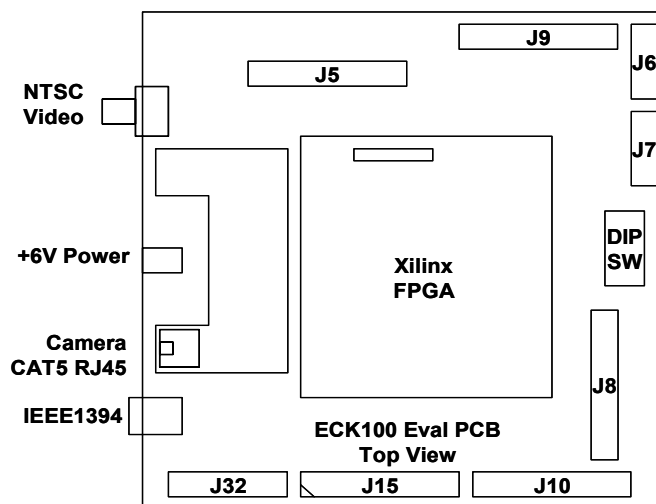 J9
J6
J5
NTSC
Video
J7
DIP
SW
+6V Power
Xilinx
FPGA
Camera
CAT5 RJ45
J8
IEEE1394
ECK100 Eval PCB
Top View
J32
J15
J10